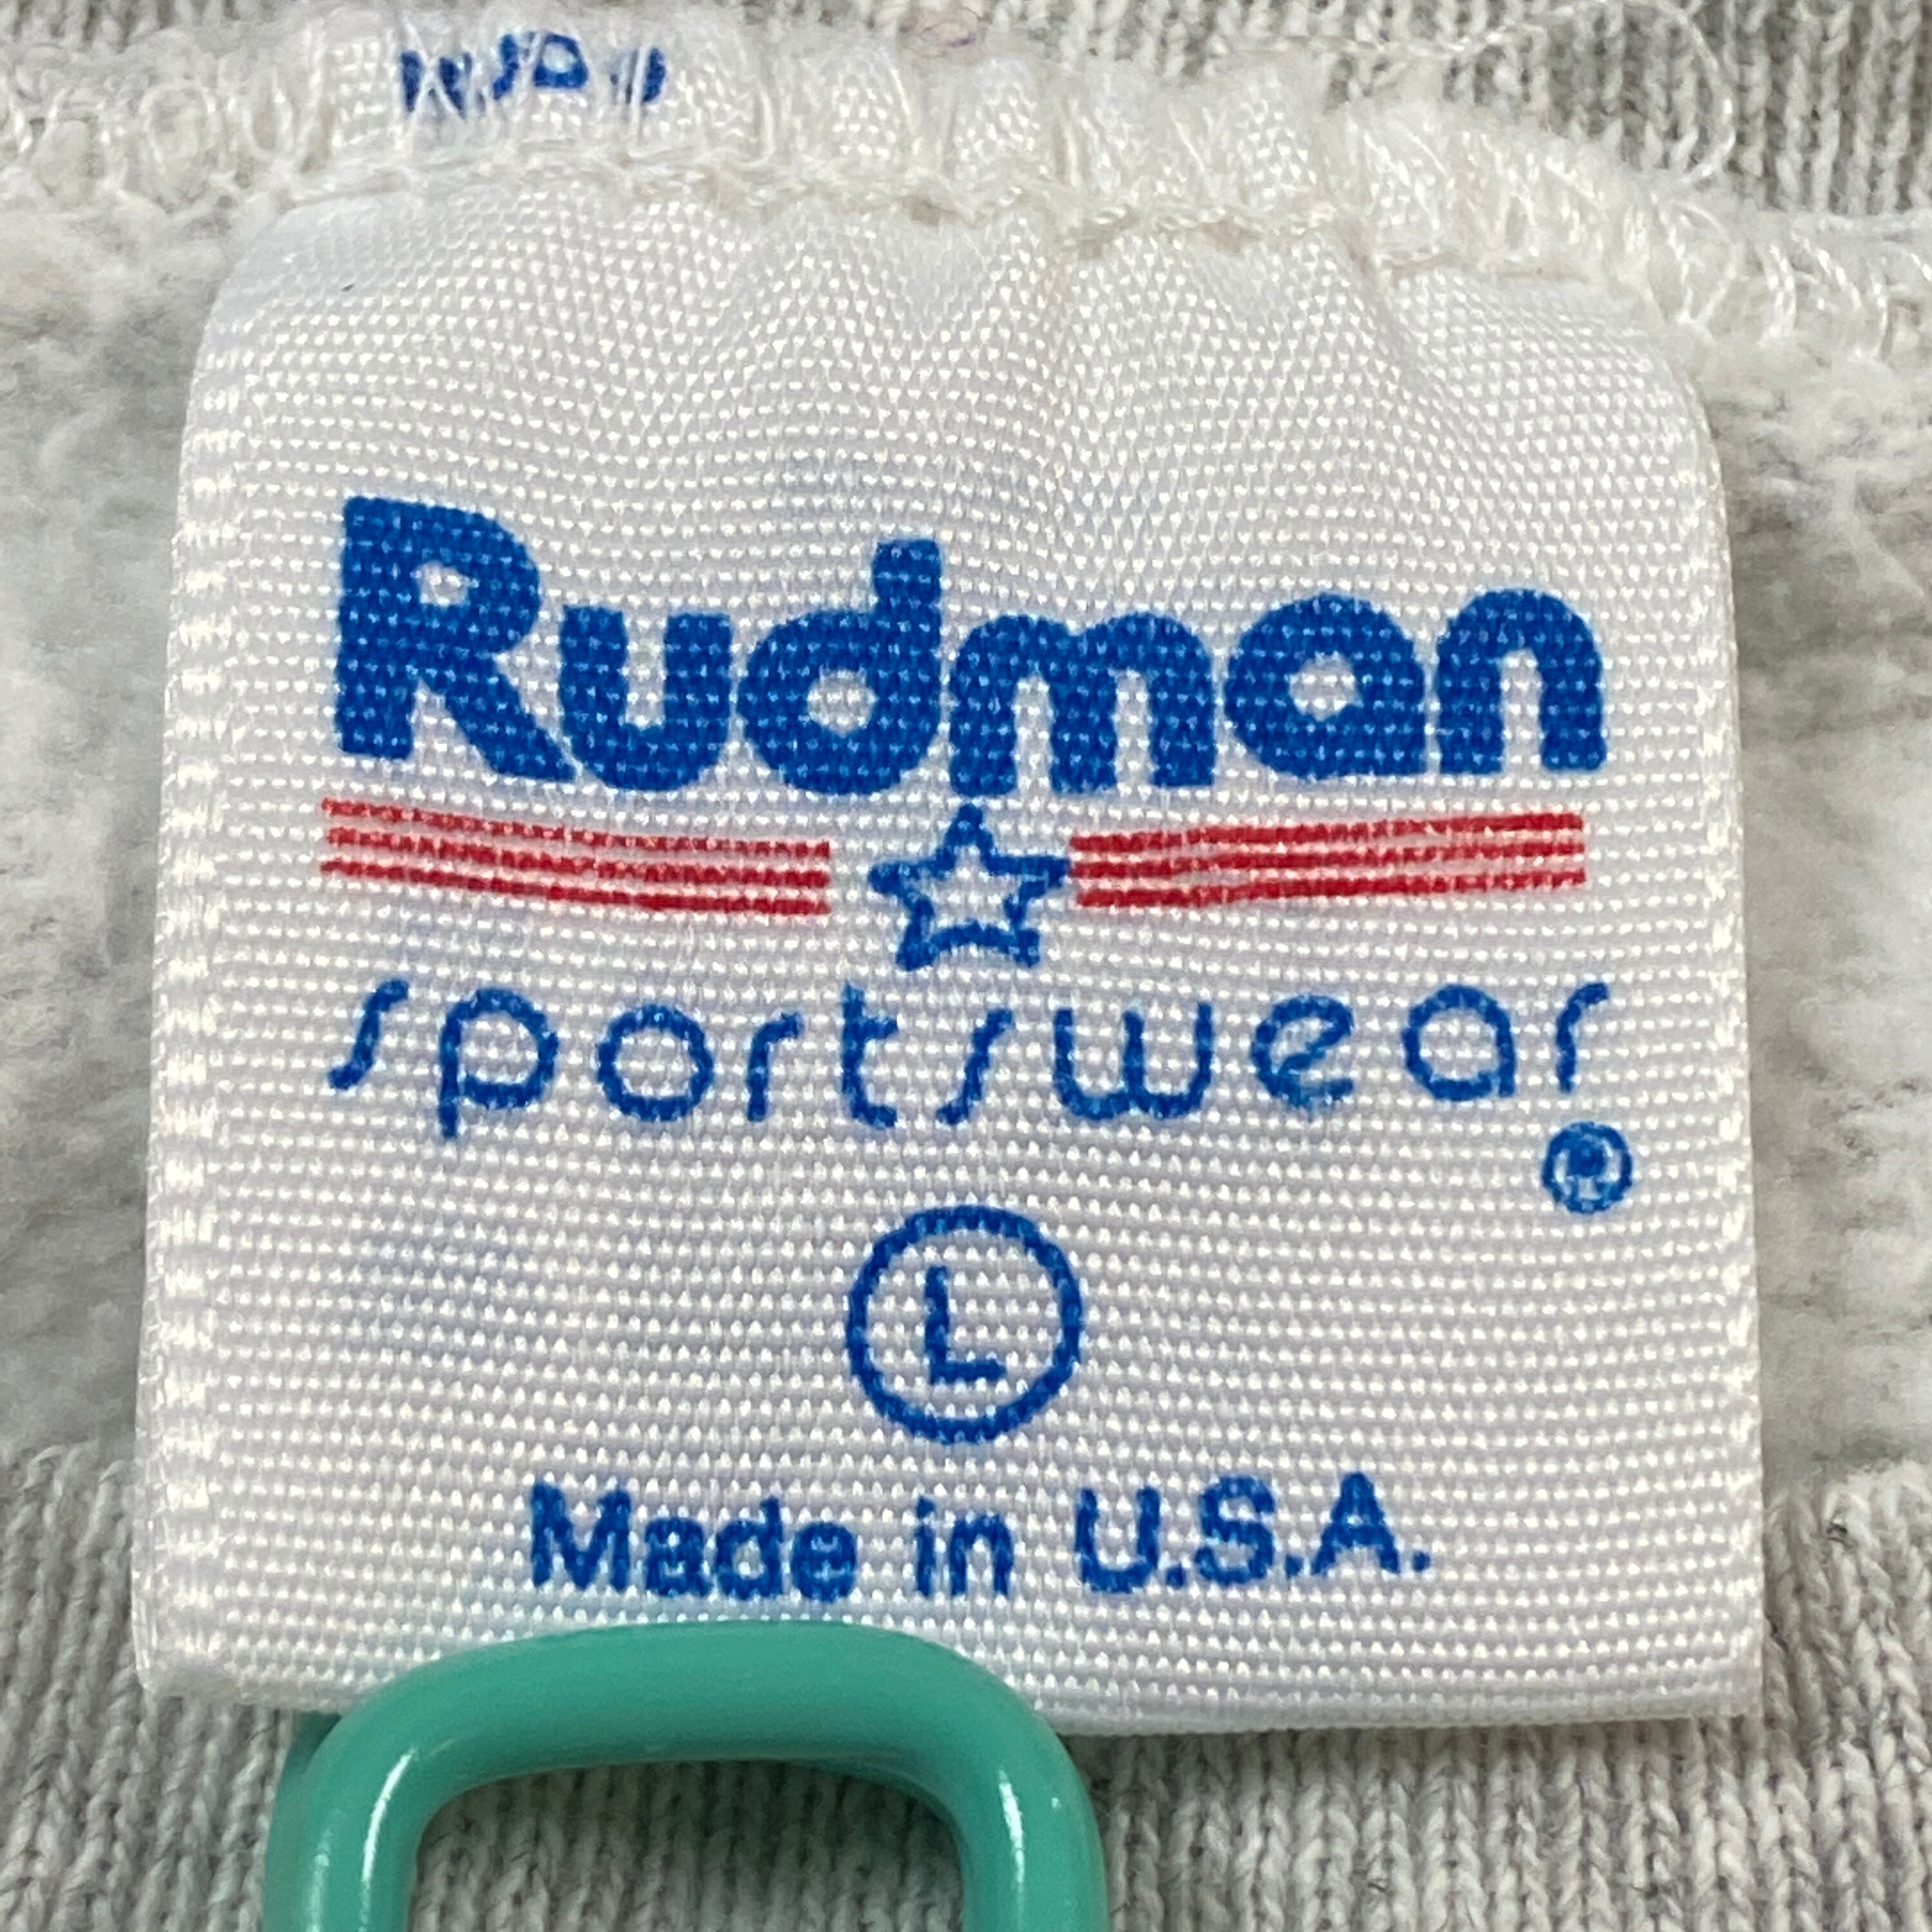 Rudman
sportswear
®
L
Made in U.S.A.